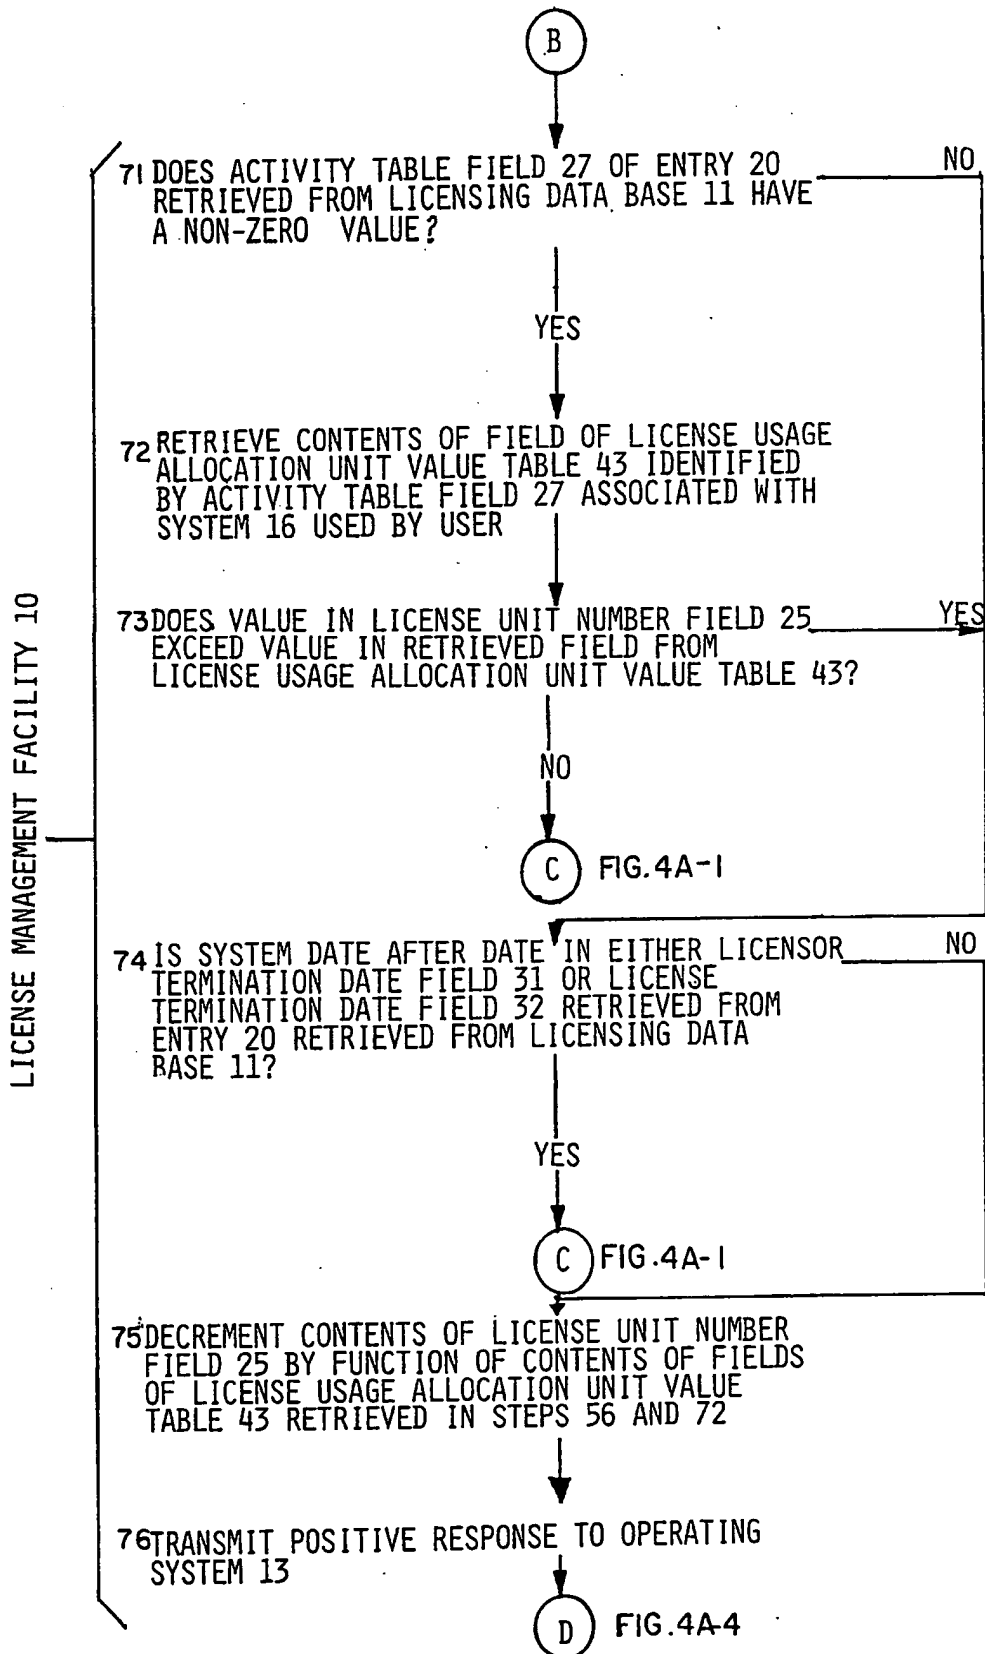 B
71 DOES ACTIVITY TABLE FIELD 27 OF ENTRY 20
RETRIEVED FROM LICENSING DATA BASE 11 HAVE
A NON-ZERO VALUE?
NO
YES
72 RETRIEVE CONTENTS OF FIELD OF LICENSE USAGE
ALLOCATION UNIT VALUE TABLE 43 IDENTIFIED
BY ACTIVITY TABLE FIELD 27 ASSOCIATED WITH
SYSTEM 16 USED BY USER
73 DOES VALUE IN LICENSE UNIT NUMBER FIELD 25
EXCEED VALUE IN RETRIEVED FIELD FROM
LICENSE USAGE ALLOCATION UNIT VALUE TABLE 43?
YES
NO
C FIG.4A-1
74 IS SYSTEM DATE AFTER DATE IN EITHER LICENSOR
TERMINATION DATE FIELD 31 OR LICENSE
TERMINATION DATE FIELD 32 RETRIEVED FROM
ENTRY 20 RETRIEVED FROM LICENSING DATA
BASE 11?
NO
YES
C FIG.4A-1
75 DECREMENT CONTENTS OF LICENSE UNIT NUMBER
FIELD 25 BY FUNCTION OF CONTENTS OF FIELDS
OF LICENSE USAGE ALLOCATION UNIT VALUE
TABLE 43 RETRIEVED IN STEPS 56 AND 72
76 TRANSMIT POSITIVE RESPONSE TO OPERATING
SYSTEM 13
D FIG.4A-4
LICENSE MANAGEMENT FACILITY 10